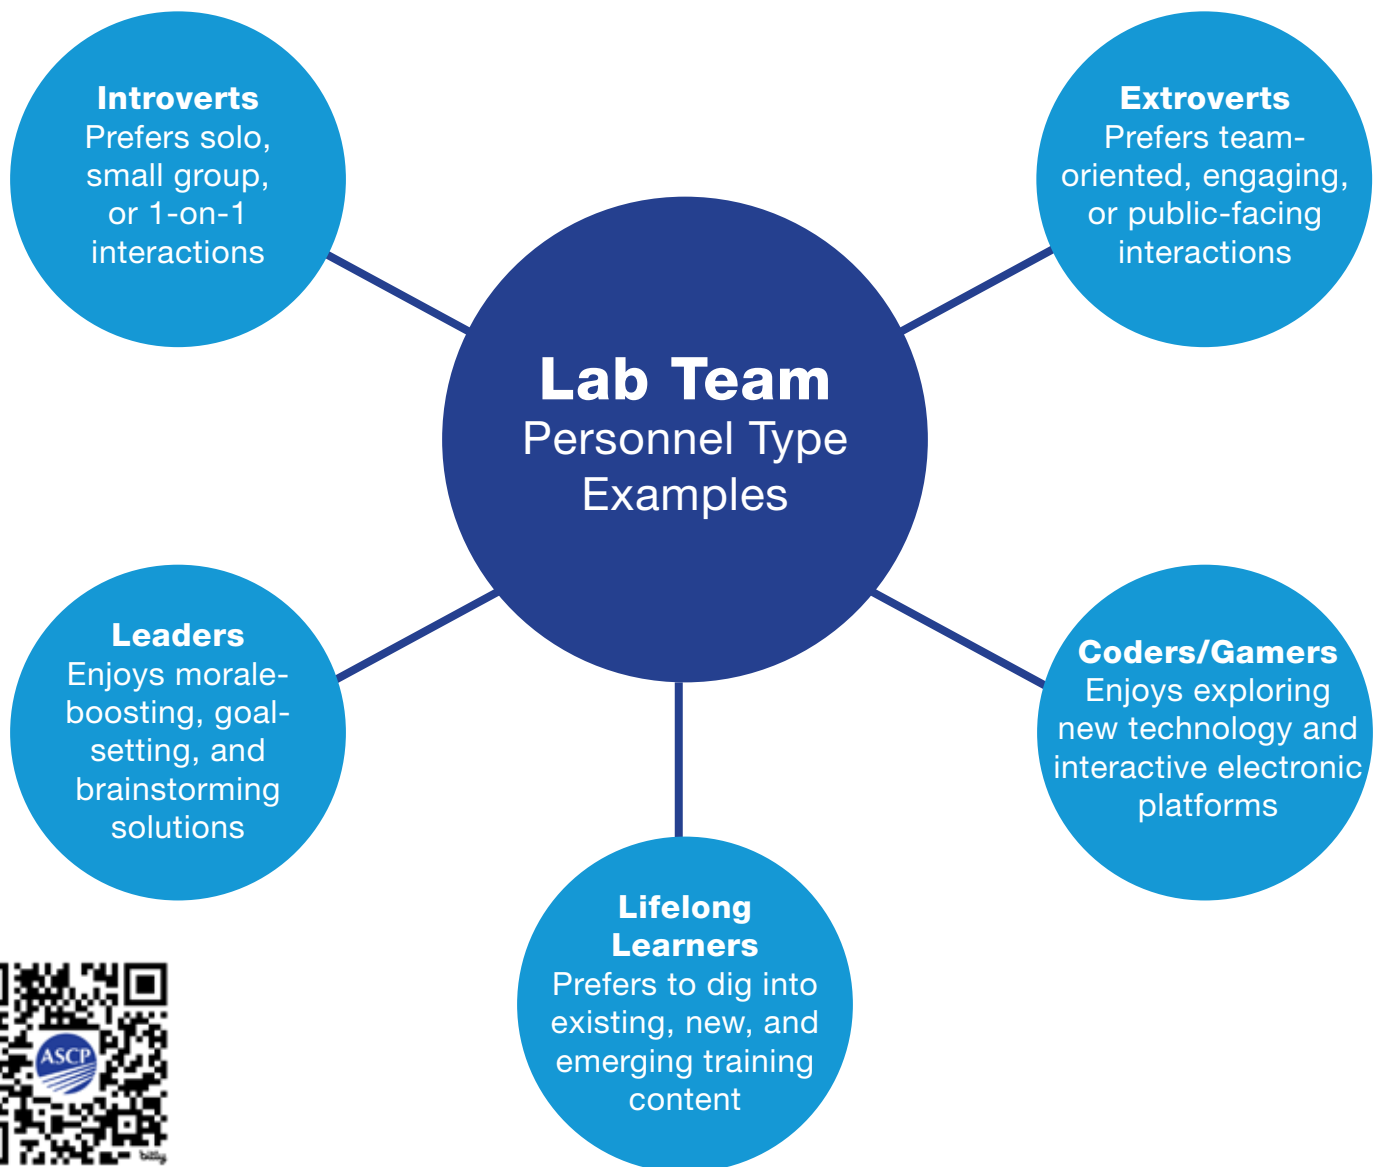 Introverts
Prefers solo,
small group,
or 1-on-1
interactions
Extroverts
Prefers team-
oriented, engaging,
or public-facing
interactions
Lab Team
Personnel Type
Examples
Leaders
Enjoys morale-
boosting, goal-
setting, and
brainstorming
solutions
Coders/Gamers
Enjoys exploring
new technology and
interactive electronic
platforms
Lifelong
Learners
Prefers to dig into
existing, new, and
emerging training
content
ASCP
bitly